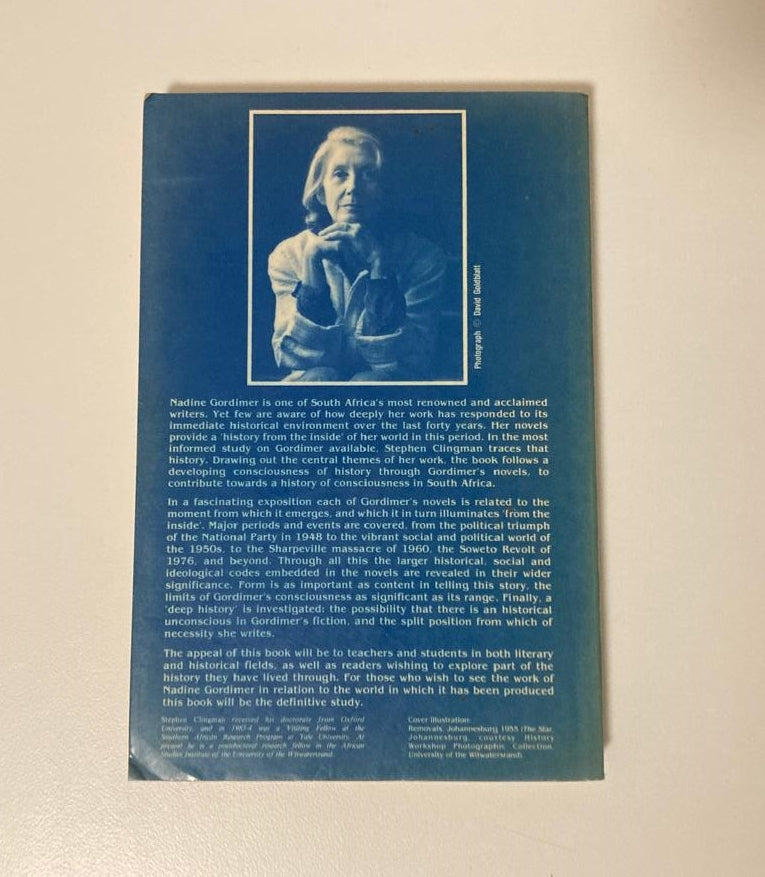 Photograph © David Goldblatt
Nadine Gordimer is one of South Africa's most renowned and acclaimed
writers. Yet few are aware of how deeply her work has responded to its
immediate historical environment over the last forty years. Her novels
provide a 'history from the inside' of her world in this period. In the most
informed study on Gordimer available, Stephen Clingman traces that
history. Drawing out the central themes of her work, the book follows a
developing consciousness of history through Gordimer's novels, to
contribute towards a history of consciousness in South Africa.
In a fascinating exposition each of Gordimer's novels is related to the
moment from which it emerges, and which it in turn illuminates 'from the
inside'. Major periods and events are covered, from the political triumph
of the National Party in 1948 to the vibrant social and political world of
the 1950s, to the Sharpeville massacre of 1960, the Soweto Revolt of
1976, and beyond. Through all this the larger historical, social and
ideological codes embedded in the novels are revealed in their wider
significance. Form is as important as content in telling this story, the
limits of Gordimer's consciousness as significant as its range. Finally, a
'deep history' is investigated: the possibility that there is an historical
unconscious in Gordimer's fiction, and the split position from which of
necessity she writes.
The appeal of this book will be to teachers and students in both literary
and historical fields, as well as readers wishing to explore part of the
history they have lived through. For those who wish to see the work of
Nadine Gordimer in relation to the world in which it has been produced
this book will be the definitive study.
Stephen Clingman received his doctorate from Oxford
University, and in 1983-4 was a Visiting Fellow at the
Southern African Research Program at Yale University. At
present he is a postdoctoral research fellow in the African
Studies Institute of the University of the Witwatersrand.
Cover illustration:
Removals, Johannesburg 1955 (The Star,
Johannesburg, courtesy History
Workshop Photographic Collection,
University of the Witwatersrand)